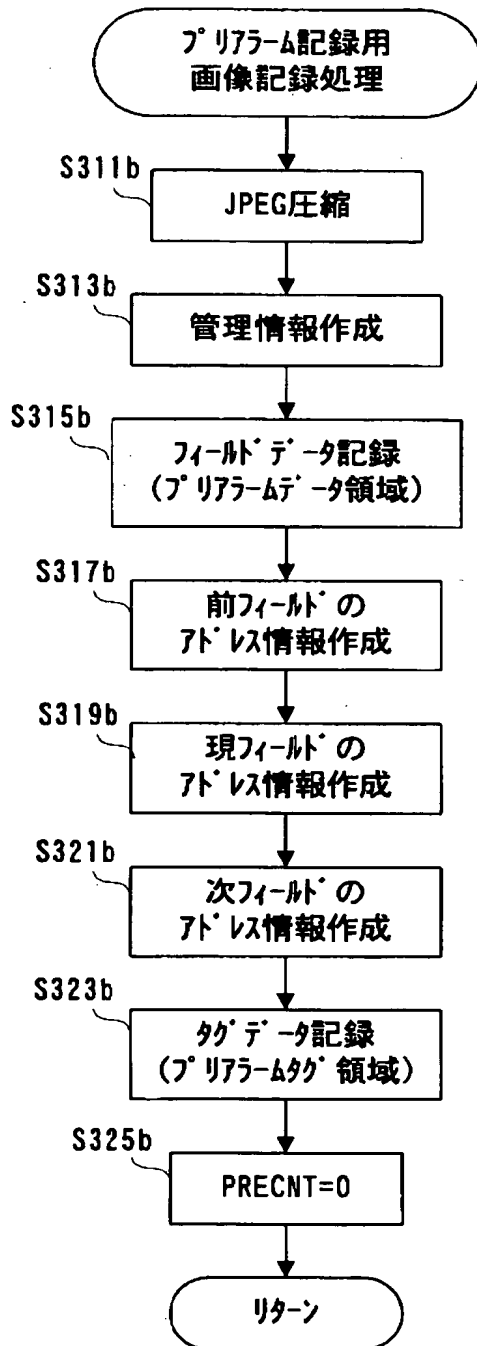 プリアラーム記録用
画像記録処理
S311b
JPEG圧縮
S313b
管理情報作成
S315b
フィールドデータ記録
(プリアラームデータ領域)
S317b
前フィールドの
アドレス情報作成
S319b
現フィールドの
アドレス情報作成
S321b
次フィールドの
アドレス情報作成
S323b
タグデータ記録
(プリアラームタグ領域)
S325b
PRECNT=0
リターン